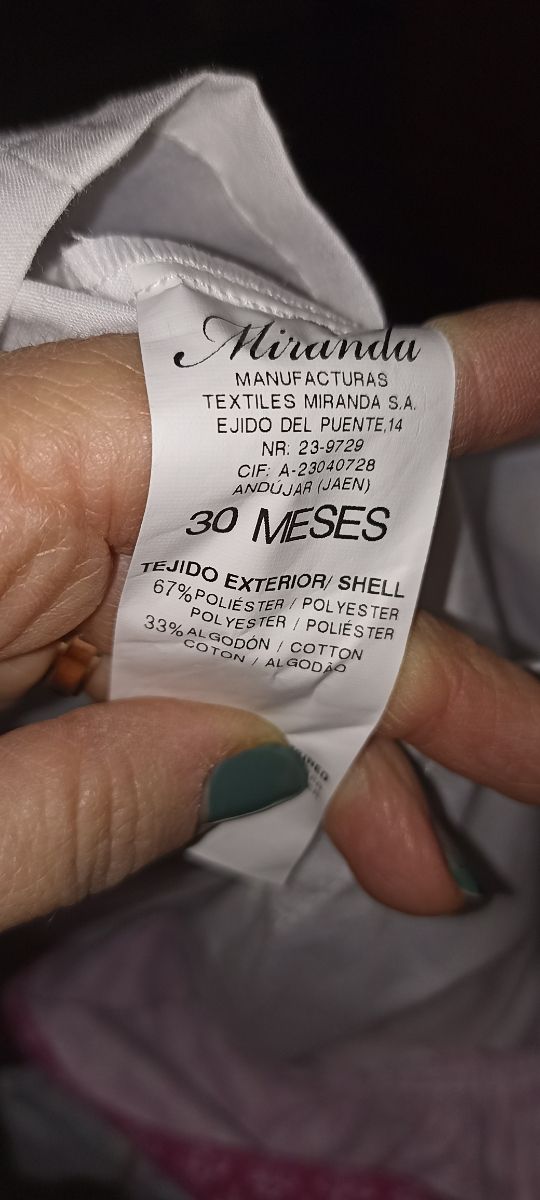 Miranda
MANUFACTURAS
TEXTILES MIRANDA S.A.
EJIDO DEL PUENTE,14
NR: 23-9729
CIF: A-23040728
ANDÚJAR (JAEN)
30 MESES
TEJIDO EXTERIOR/ SHELL
67%POLIÉSTER / POLYESTER
POLYESTER / POLIÉSTER
33%ALGODÓN / COTTON
COTON / ALGODÃO